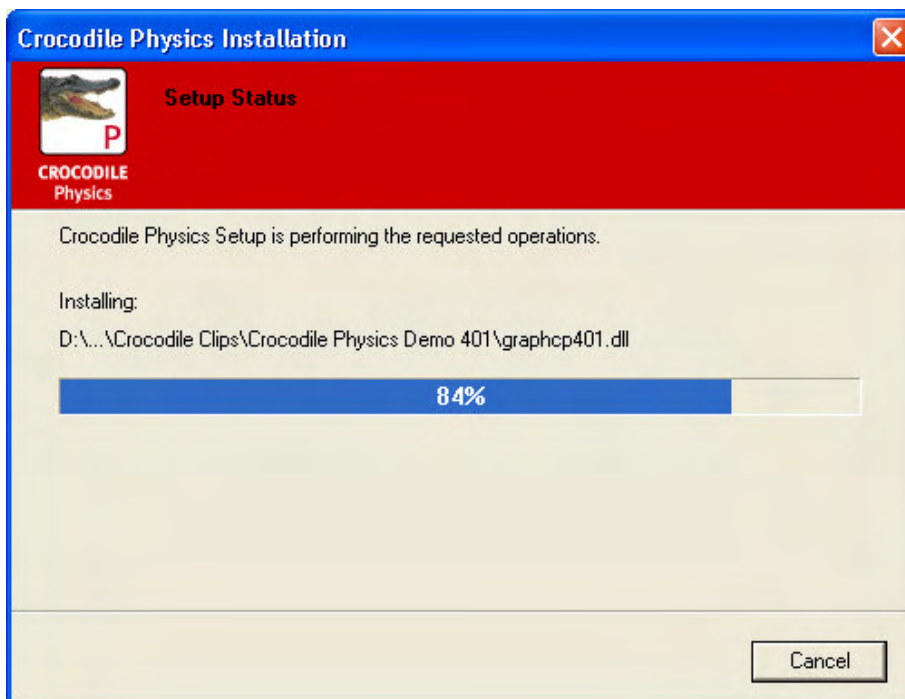 Crocodile Physics Installation
Setup Status
P
CROCODILE
Physics
Crocodile Physics Setup is performing the requested operations.
Installing:
D:\...\Crocodile Clips\Crocodile Physics Demo 401\graphcp401.dll
84%
Cancel